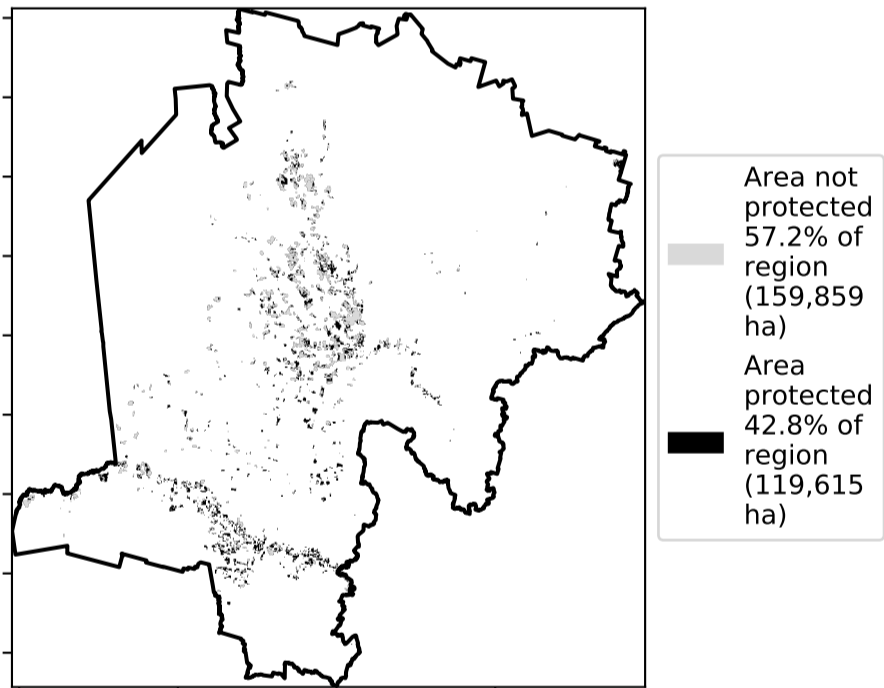 Area not
protected
57.2% of
region
(159,859
ha)
Area
protected
42.8% of
region
(119,615
ha)